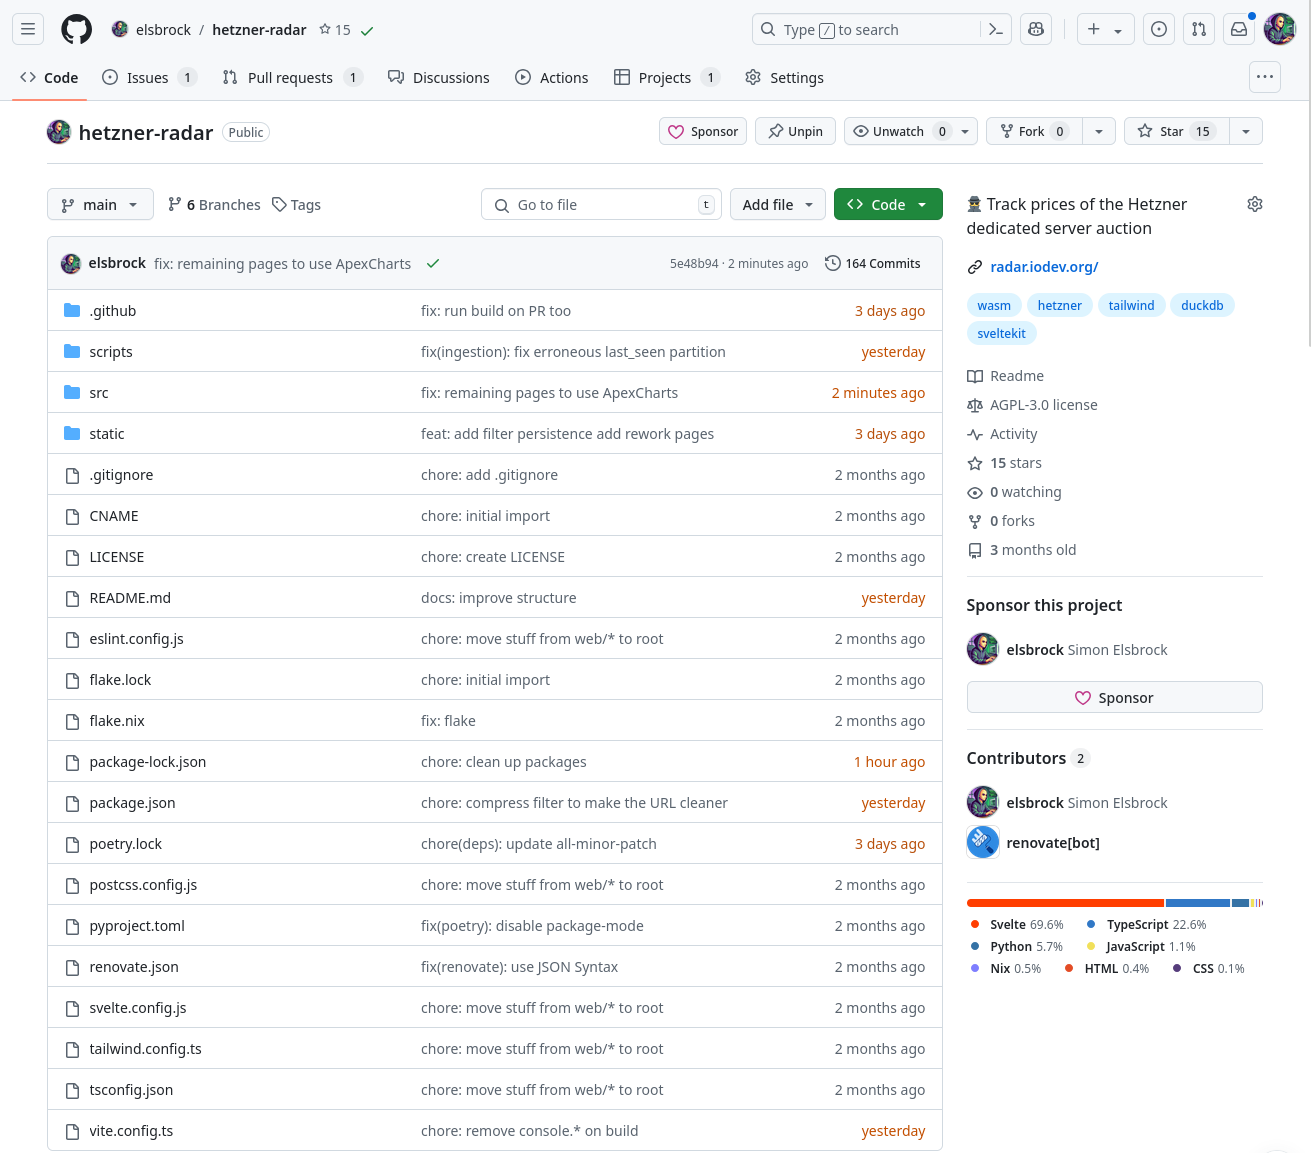 elsbrock / hetzner-radar 15
Type / to search
Code Issues 1 Pull requests 1 Discussions Actions Projects 1 Settings
hetzner-radar Public
Sponsor Unpin Unwatch 0 Fork 0 Star 15
main 6 Branches Tags Go to file t Add file Code
elsbrock fix: remaining pages to use ApexCharts 5e48b94 · 2 minutes ago 164 Commits
.github fix: run build on PR too 3 days ago
scripts fix(ingestion): fix erroneous last_seen partition yesterday
src fix: remaining pages to use ApexCharts 2 minutes ago
static feat: add filter persistence add rework pages 3 days ago
.gitignore chore: add .gitignore 2 months ago
CNAME chore: initial import 2 months ago
LICENSE chore: create LICENSE 2 months ago
README.md docs: improve structure yesterday
eslint.config.js chore: move stuff from web/* to root 2 months ago
flake.lock chore: initial import 2 months ago
flake.nix fix: flake 2 months ago
package-lock.json chore: clean up packages 1 hour ago
package.json chore: compress filter to make the URL cleaner yesterday
poetry.lock chore(deps): update all-minor-patch 3 days ago
postcss.config.js chore: move stuff from web/* to root 2 months ago
pyproject.toml fix(poetry): disable package-mode 2 months ago
renovate.json fix(renovate): use JSON Syntax 2 months ago
svelte.config.js chore: move stuff from web/* to root 2 months ago
tailwind.config.ts chore: move stuff from web/* to root 2 months ago
tsconfig.json chore: move stuff from web/* to root 2 months ago
vite.config.ts chore: remove console.* on build yesterday
Track prices of the Hetzner
dedicated server auction
radar.iodev.org/
wasm hetzner tailwind duckdb
sveltekit
Readme
AGPL-3.0 license
Activity
15 stars
0 watching
0 forks
3 months old
Sponsor this project
elsbrock Simon Elsbrock
Sponsor
Contributors 2
elsbrock Simon Elsbrock
renovate[bot]
Svelte 69.6% TypeScript 22.6%
Python 5.7% JavaScript 1.1%
Nix 0.5% HTML 0.4% CSS 0.1%